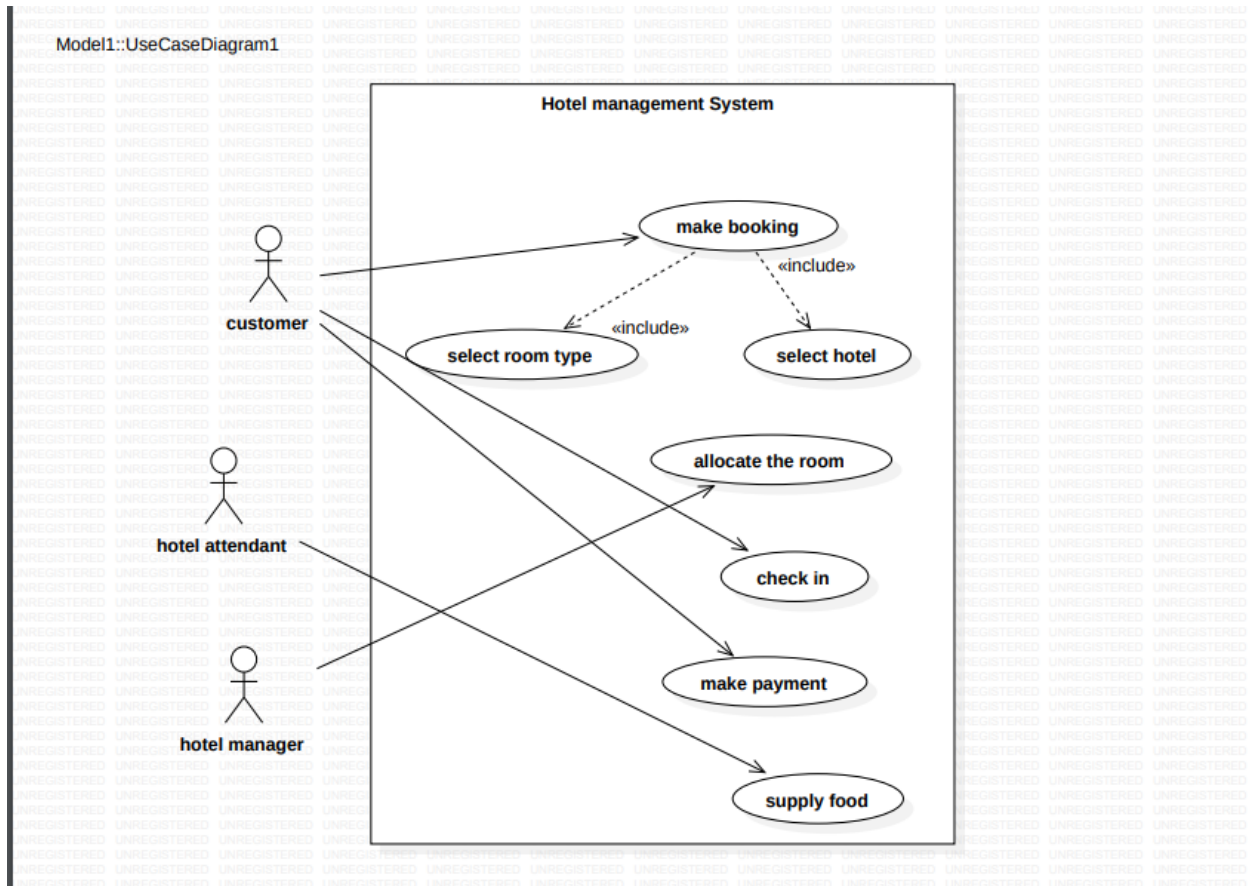 Model1::UseCaseDiagram1
Hotel management System
make booking
«include»
customer
«include»
select room type
select hotel
allocate the room
hotel attendant
check in
make payment
hotel manager
supply food
UNREGISTERED